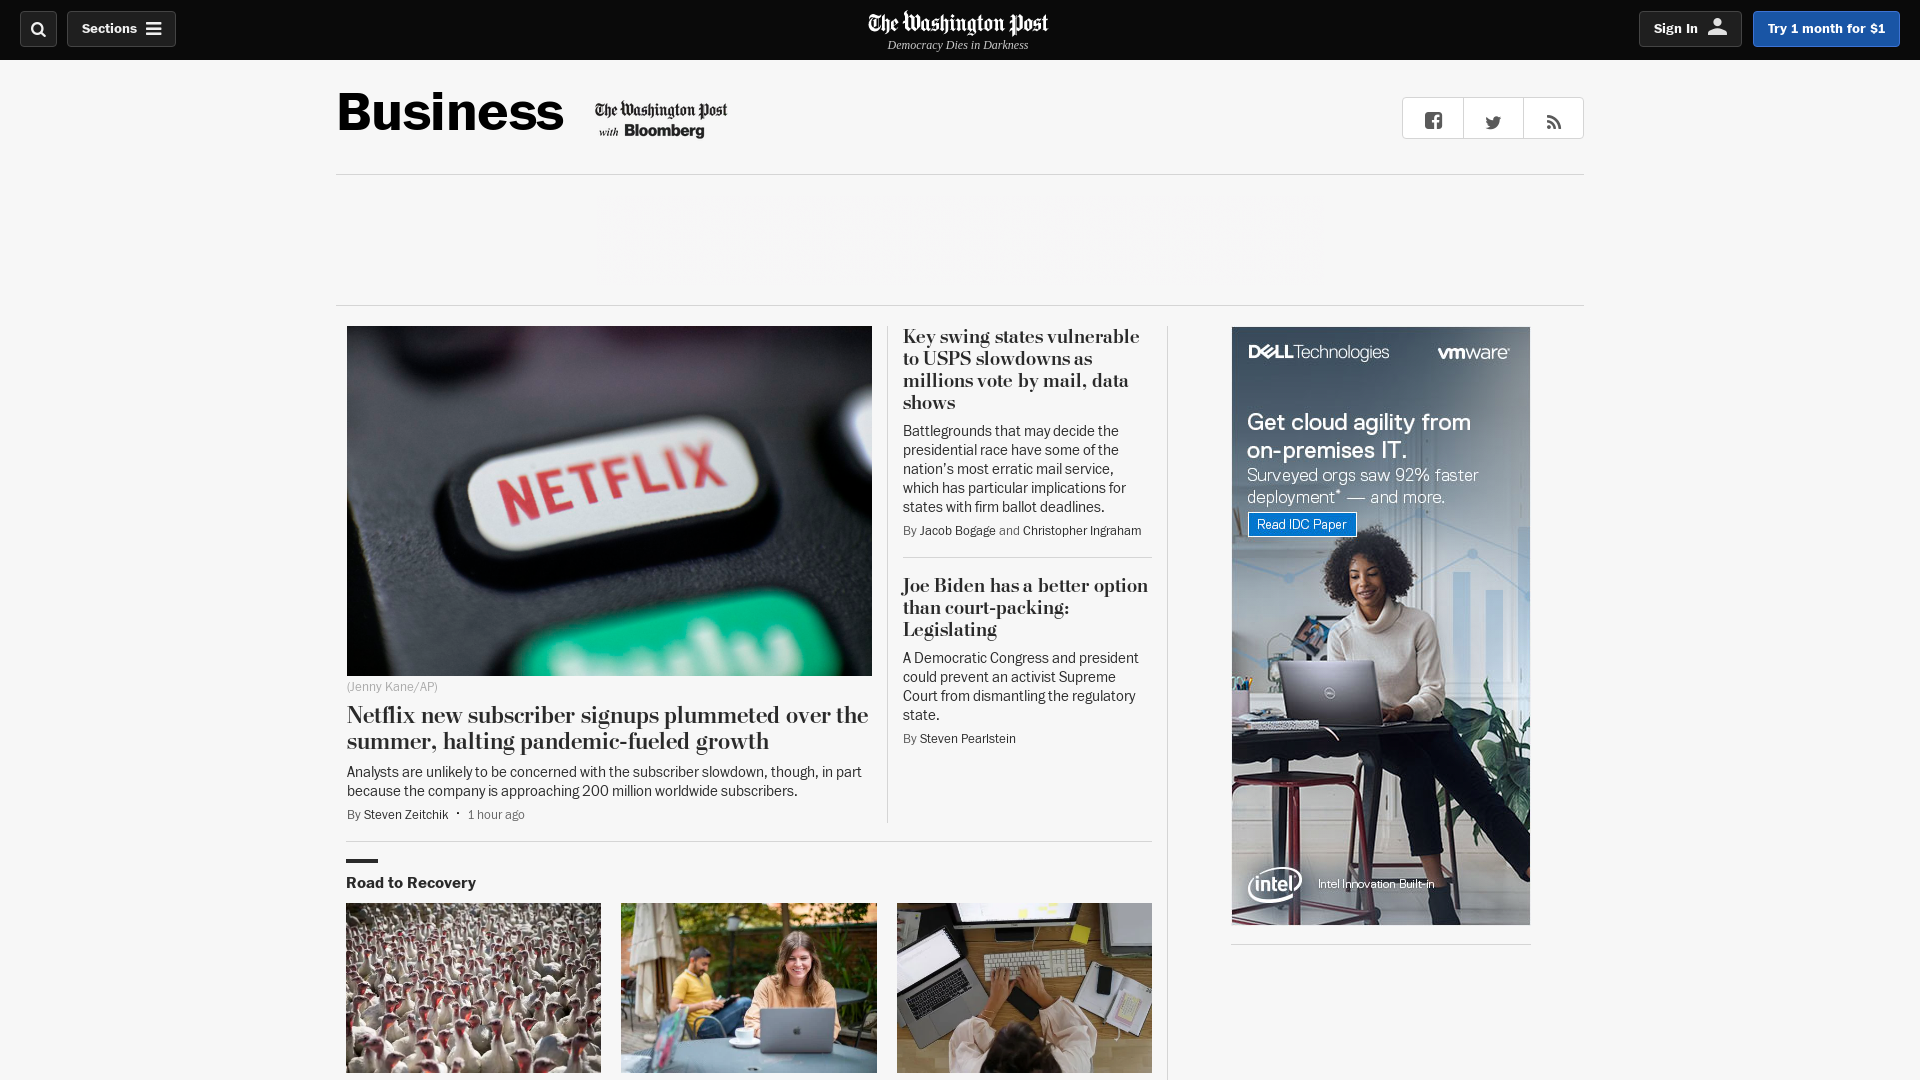 Sections
The Washington Post
Democracy Dies in Darkness
Sign In
Try 1 month for $1
Business
The Washington Post
with Bloomberg
NETFLIX
(Jenny Kane/AP)
Netflix new subscriber signups plummeted over the
summer, halting pandemic-fueled growth
Analysts are unlikely to be concerned with the subscriber slowdown, though, in part
because the company is approaching 200 million worldwide subscribers.
By Steven Zeitchik • 1 hour ago
Key swing states vulnerable
to USPS slowdowns as
millions vote by mail, data
shows
Battlegrounds that may decide the
presidential race have some of the
nation’s most erratic mail service,
which has particular implications for
states with firm ballot deadlines.
By Jacob Bogage and Christopher Ingraham
Joe Biden has a better option
than court-packing:
Legislating
A Democratic Congress and president
could prevent an activist Supreme
Court from dismantling the regulatory
state.
By Steven Pearlstein
DELL Technologies
vmware
Get cloud agility from
on-premises IT.
Surveyed orgs saw 92% faster
deployment* — and more.
Read IDC Paper
intel
Intel Innovation Built-in
Road to Recovery